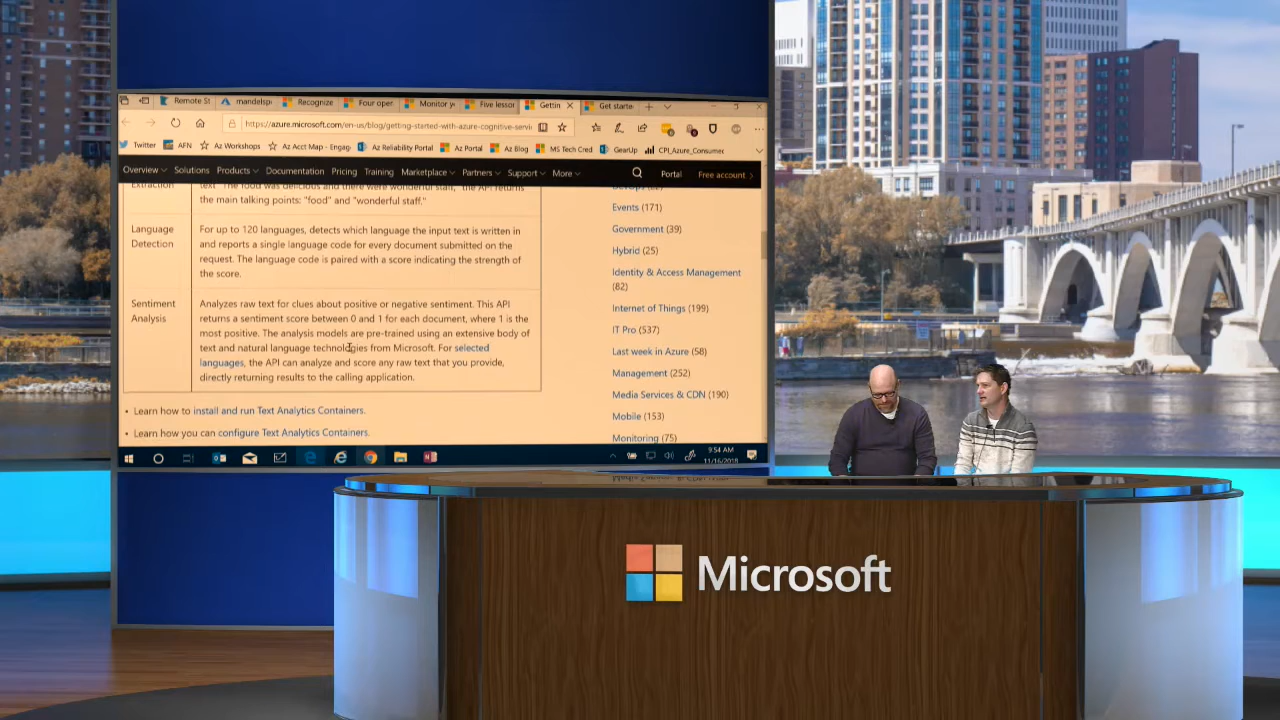 Remote St
mandelsp
Recognize
Four oper
Monitor y
Five lesso
Gettin
Get starte
https://azure.microsoft.com/en-us/blog/getting-started-with-azure-cognitive-servi
Twitter
AFN
Az Workshops
Az Acct Map - Engag
Az Reliability Portal
Az Portal
Az Blog
MS Tech Cred
GearUp
CPI_Azure_Consumec
Overview
Solutions
Products
Documentation
Pricing
Training
Marketplace
Partners
Support
More
Portal
Free account
Extraction
text "The food was delicious and there were wonderful staff," the API returns
the main talking points: "food" and "wonderful staff."
Language
Detection
For up to 120 languages, detects which language the input text is written in
and reports a single language code for every document submitted on the
request. The language code is paired with a score indicating the strength of
the score.
Sentiment
Analysis
Analyzes raw text for clues about positive or negative sentiment. This API
returns a sentiment score between 0 and 1 for each document, where 1 is the
most positive. The analysis models are pre-trained using an extensive body of
text and natural language technologies from Microsoft. For selected
languages, the API can analyze and score any raw text that you provide,
directly returning results to the calling application.
• Learn how to install and run Text Analytics Containers.
• Learn how you can configure Text Analytics Containers.
Events (171)
Government (39)
Hybrid (25)
Identity & Access Management
(82)
Internet of Things (199)
IT Pro (537)
Last week in Azure (58)
Management (252)
Media Services & CDN (190)
Mobile (153)
Monitoring (75)
9:54 AM
11/16/2018
Microsoft